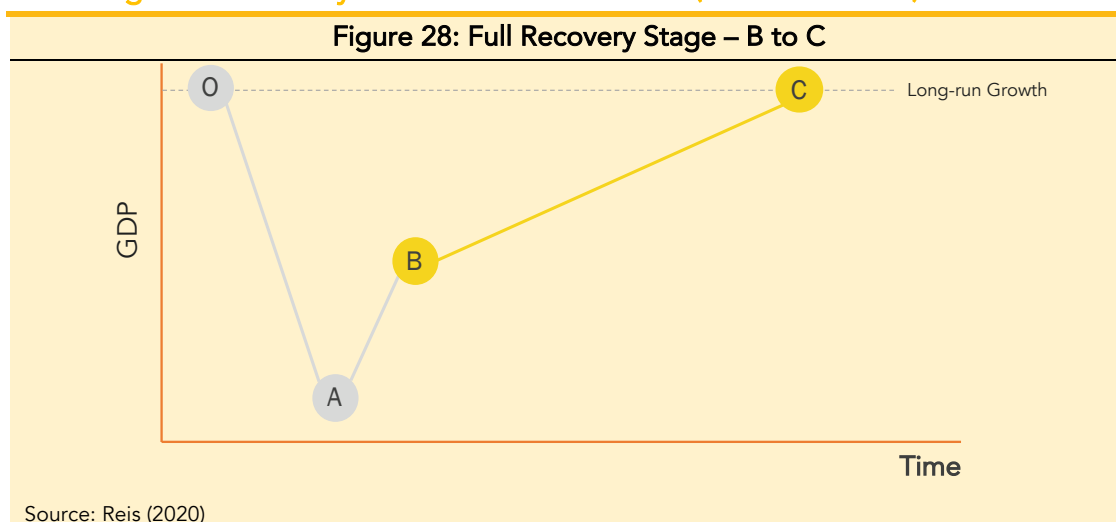 Figure 28: Full Recovery Stage – B to C
O
C
Long-run Growth
GDP
B
A
Time
Source: Reis (2020)